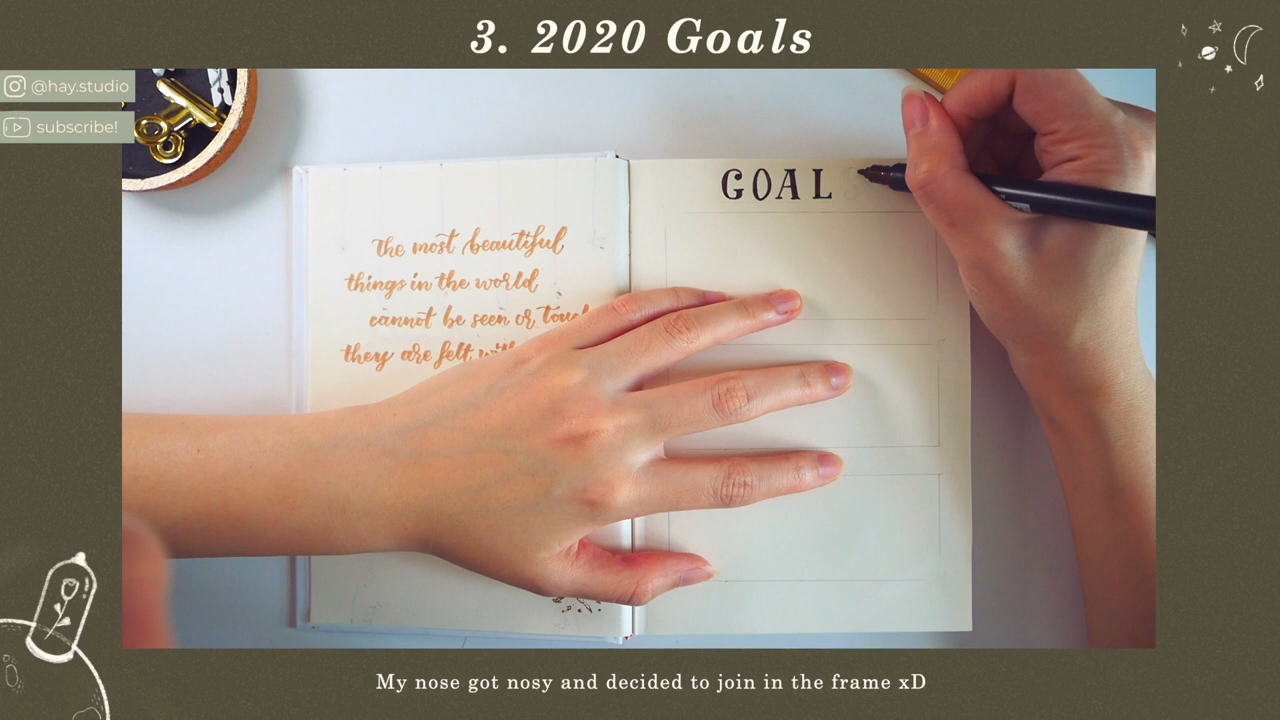 3. 2020 Goals
@hay.studio
subscribe!
GOAL
The most beautiful
things in the world
cannot be seen or
they are felt
My nose got nosy and decided to join in the frame xD